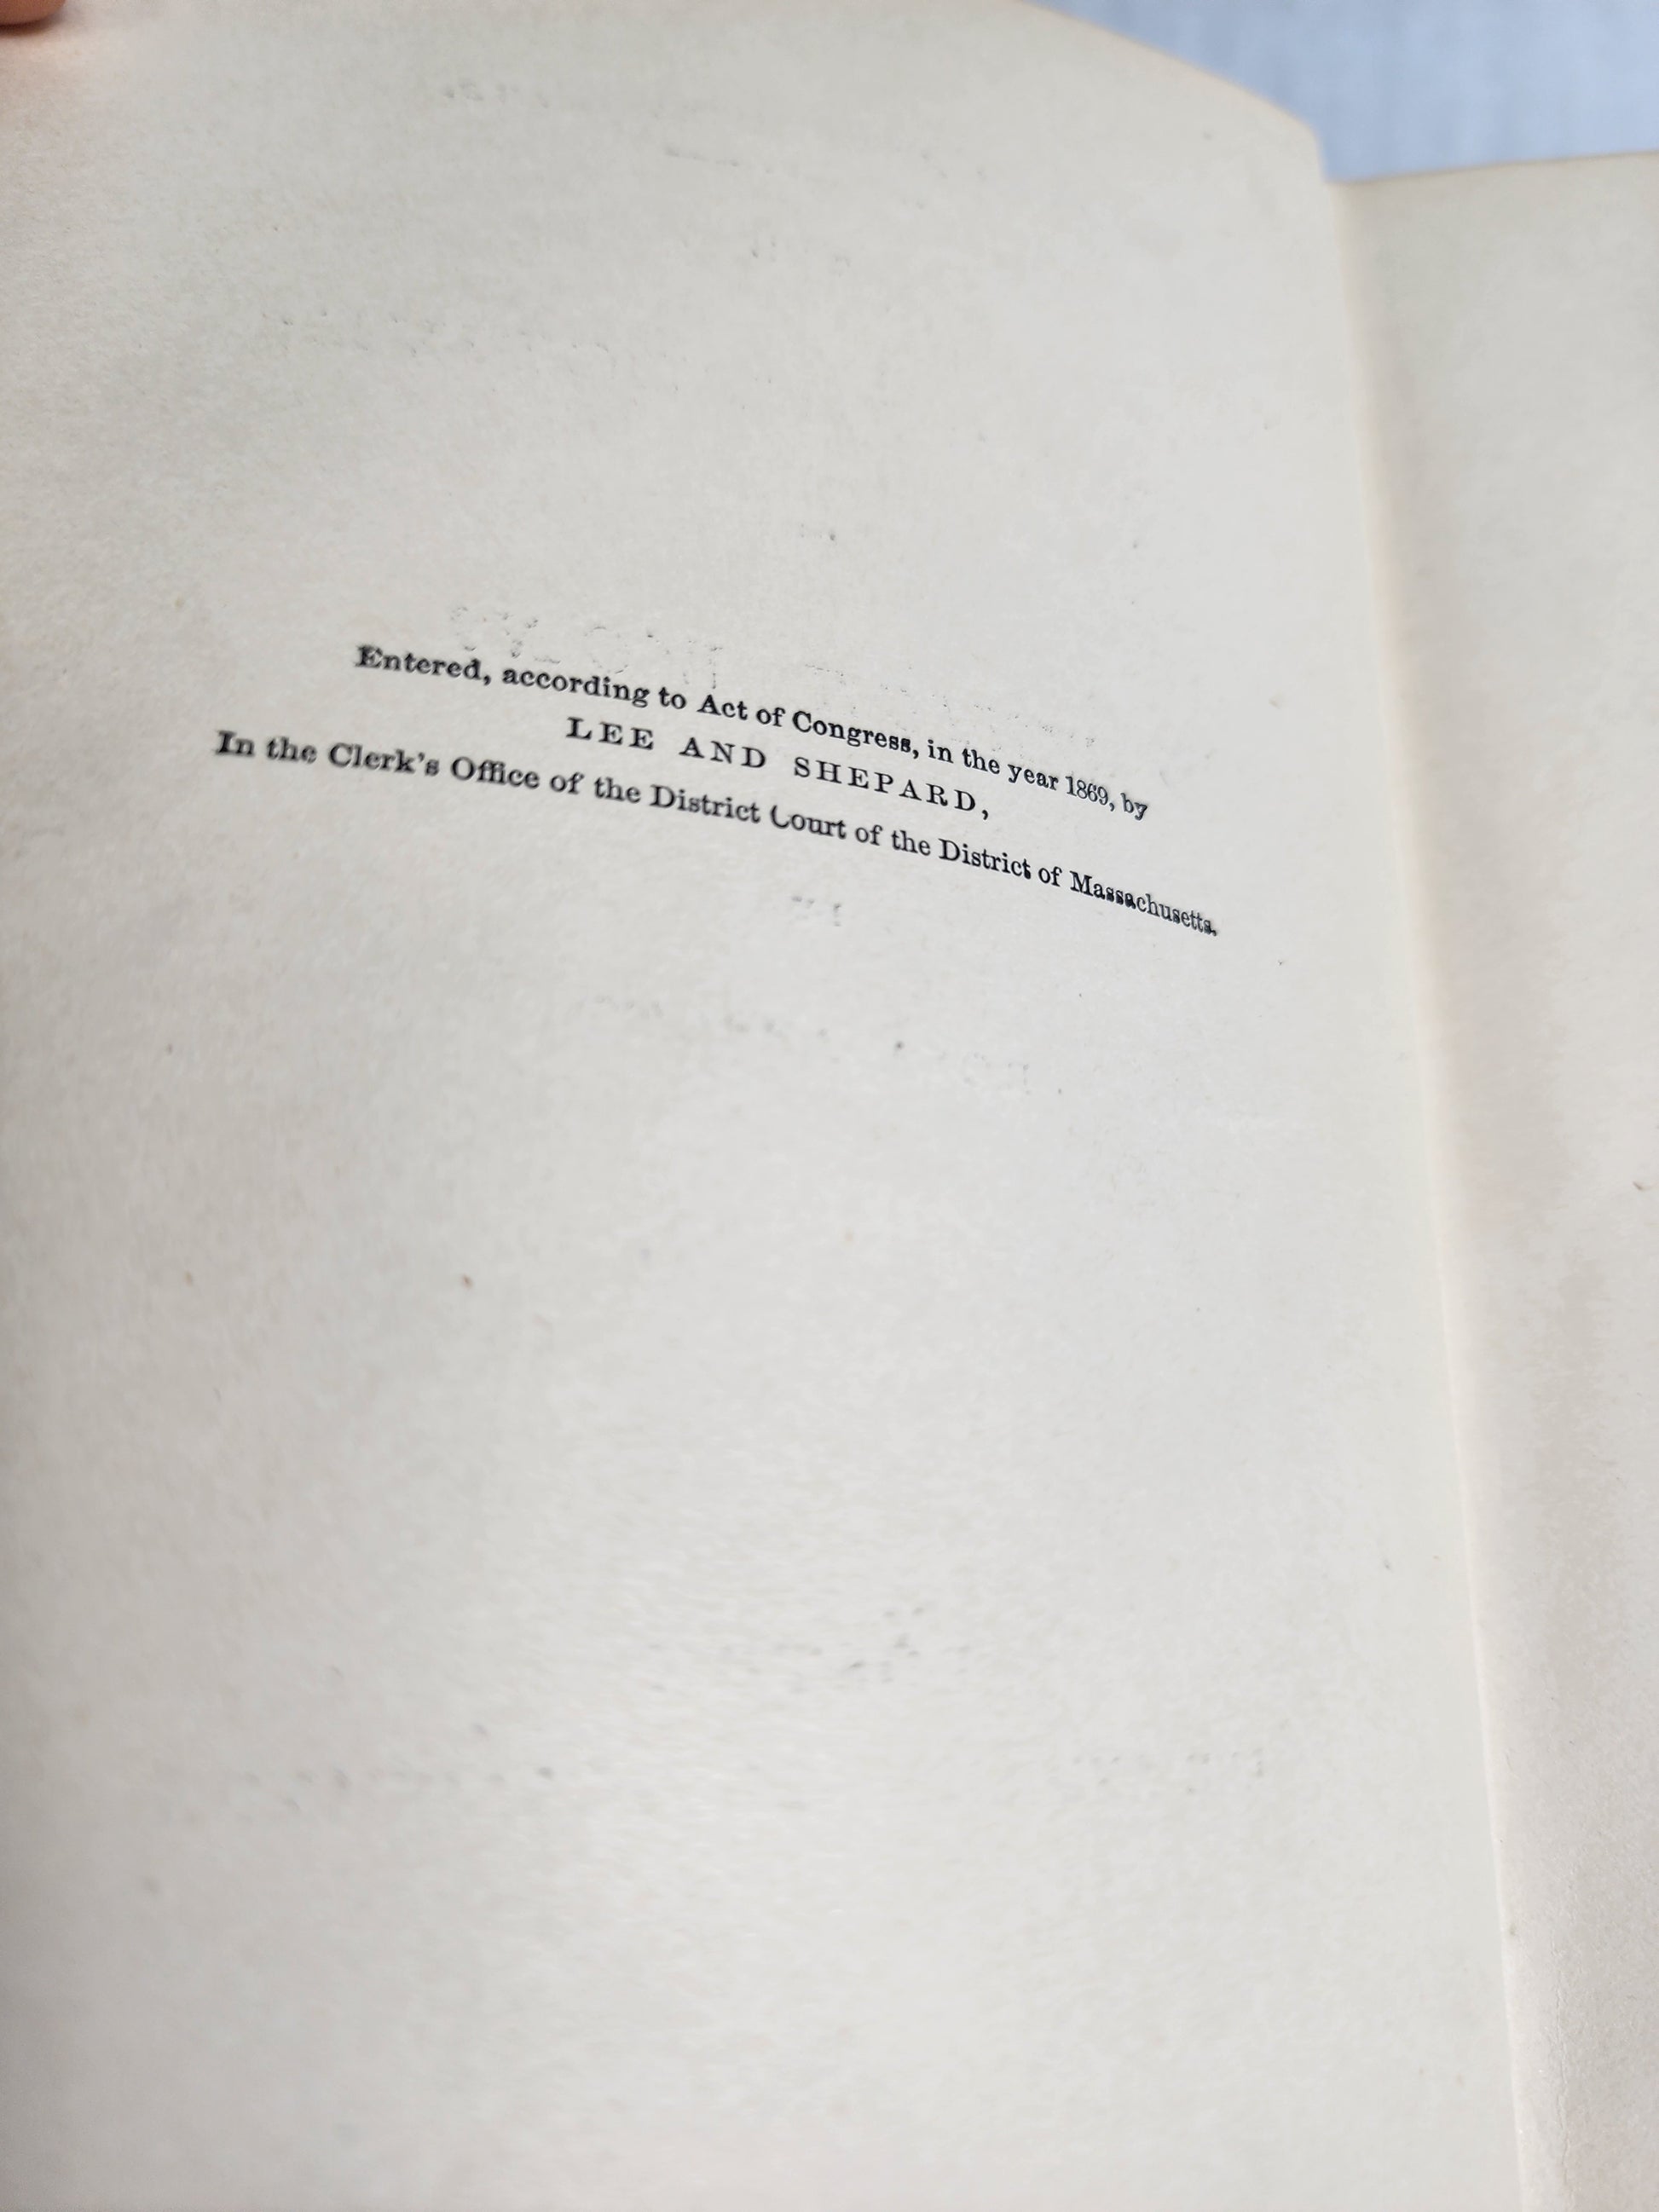 Entered, according to Act of Congress, in the year 1869, by
LEE AND SHEPARD,
In the Clerk's Office of the District Court of the District of Massachusetts.